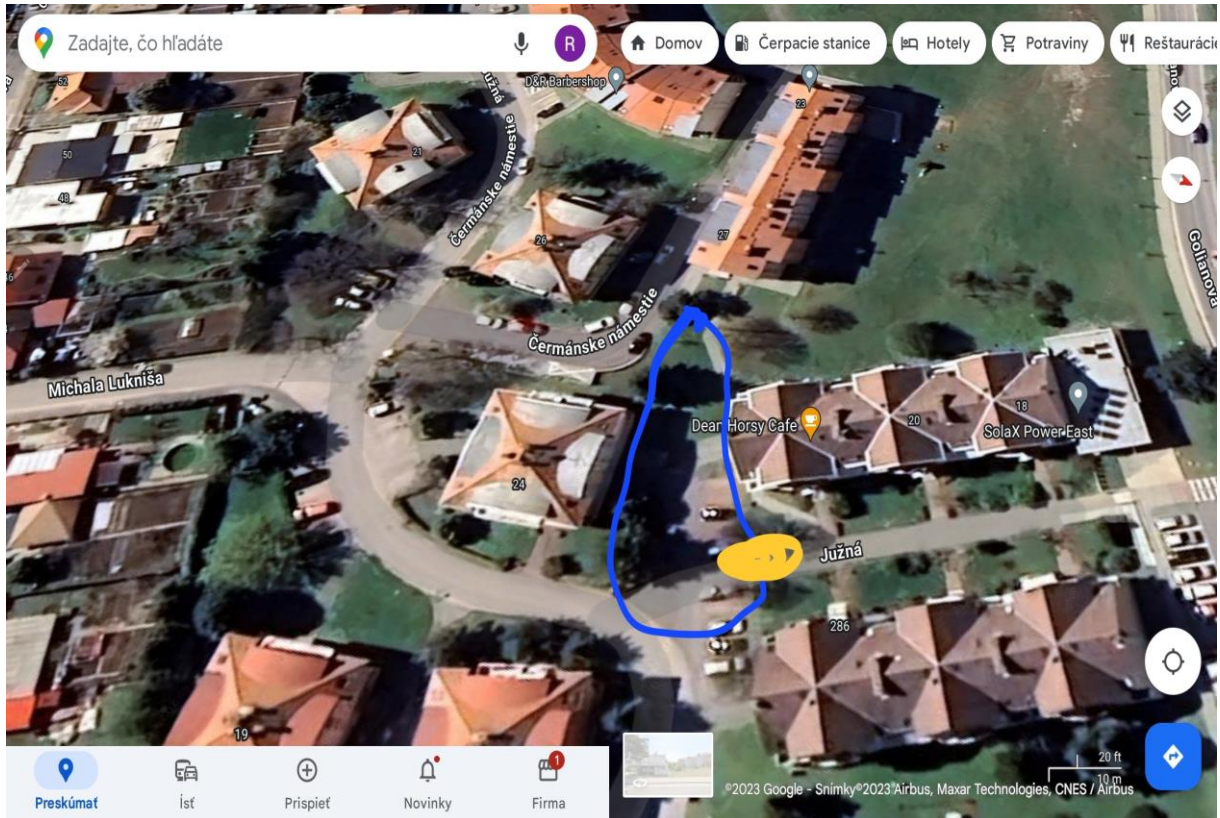 Zadajte, čo hľadáte
R
Domov
Čerpacie stanice
Hotely
Potraviny
Reštaurácie
52
50
48
21
Južná
D&R Barbershop
23
Čermánske námestie
26
27
Golianova
Čermánske námestie
Michala Lukniša
Dean Horsy Cafe
20
18
SolaX Power East
24
Južná
286
19
20 ft
10 m
©2023 Google - Snímky©2023 Airbus, Maxar Technologies, CNES / Airbus
Preskúmať
Ísť
Prispieť
Novinky
1
Firma